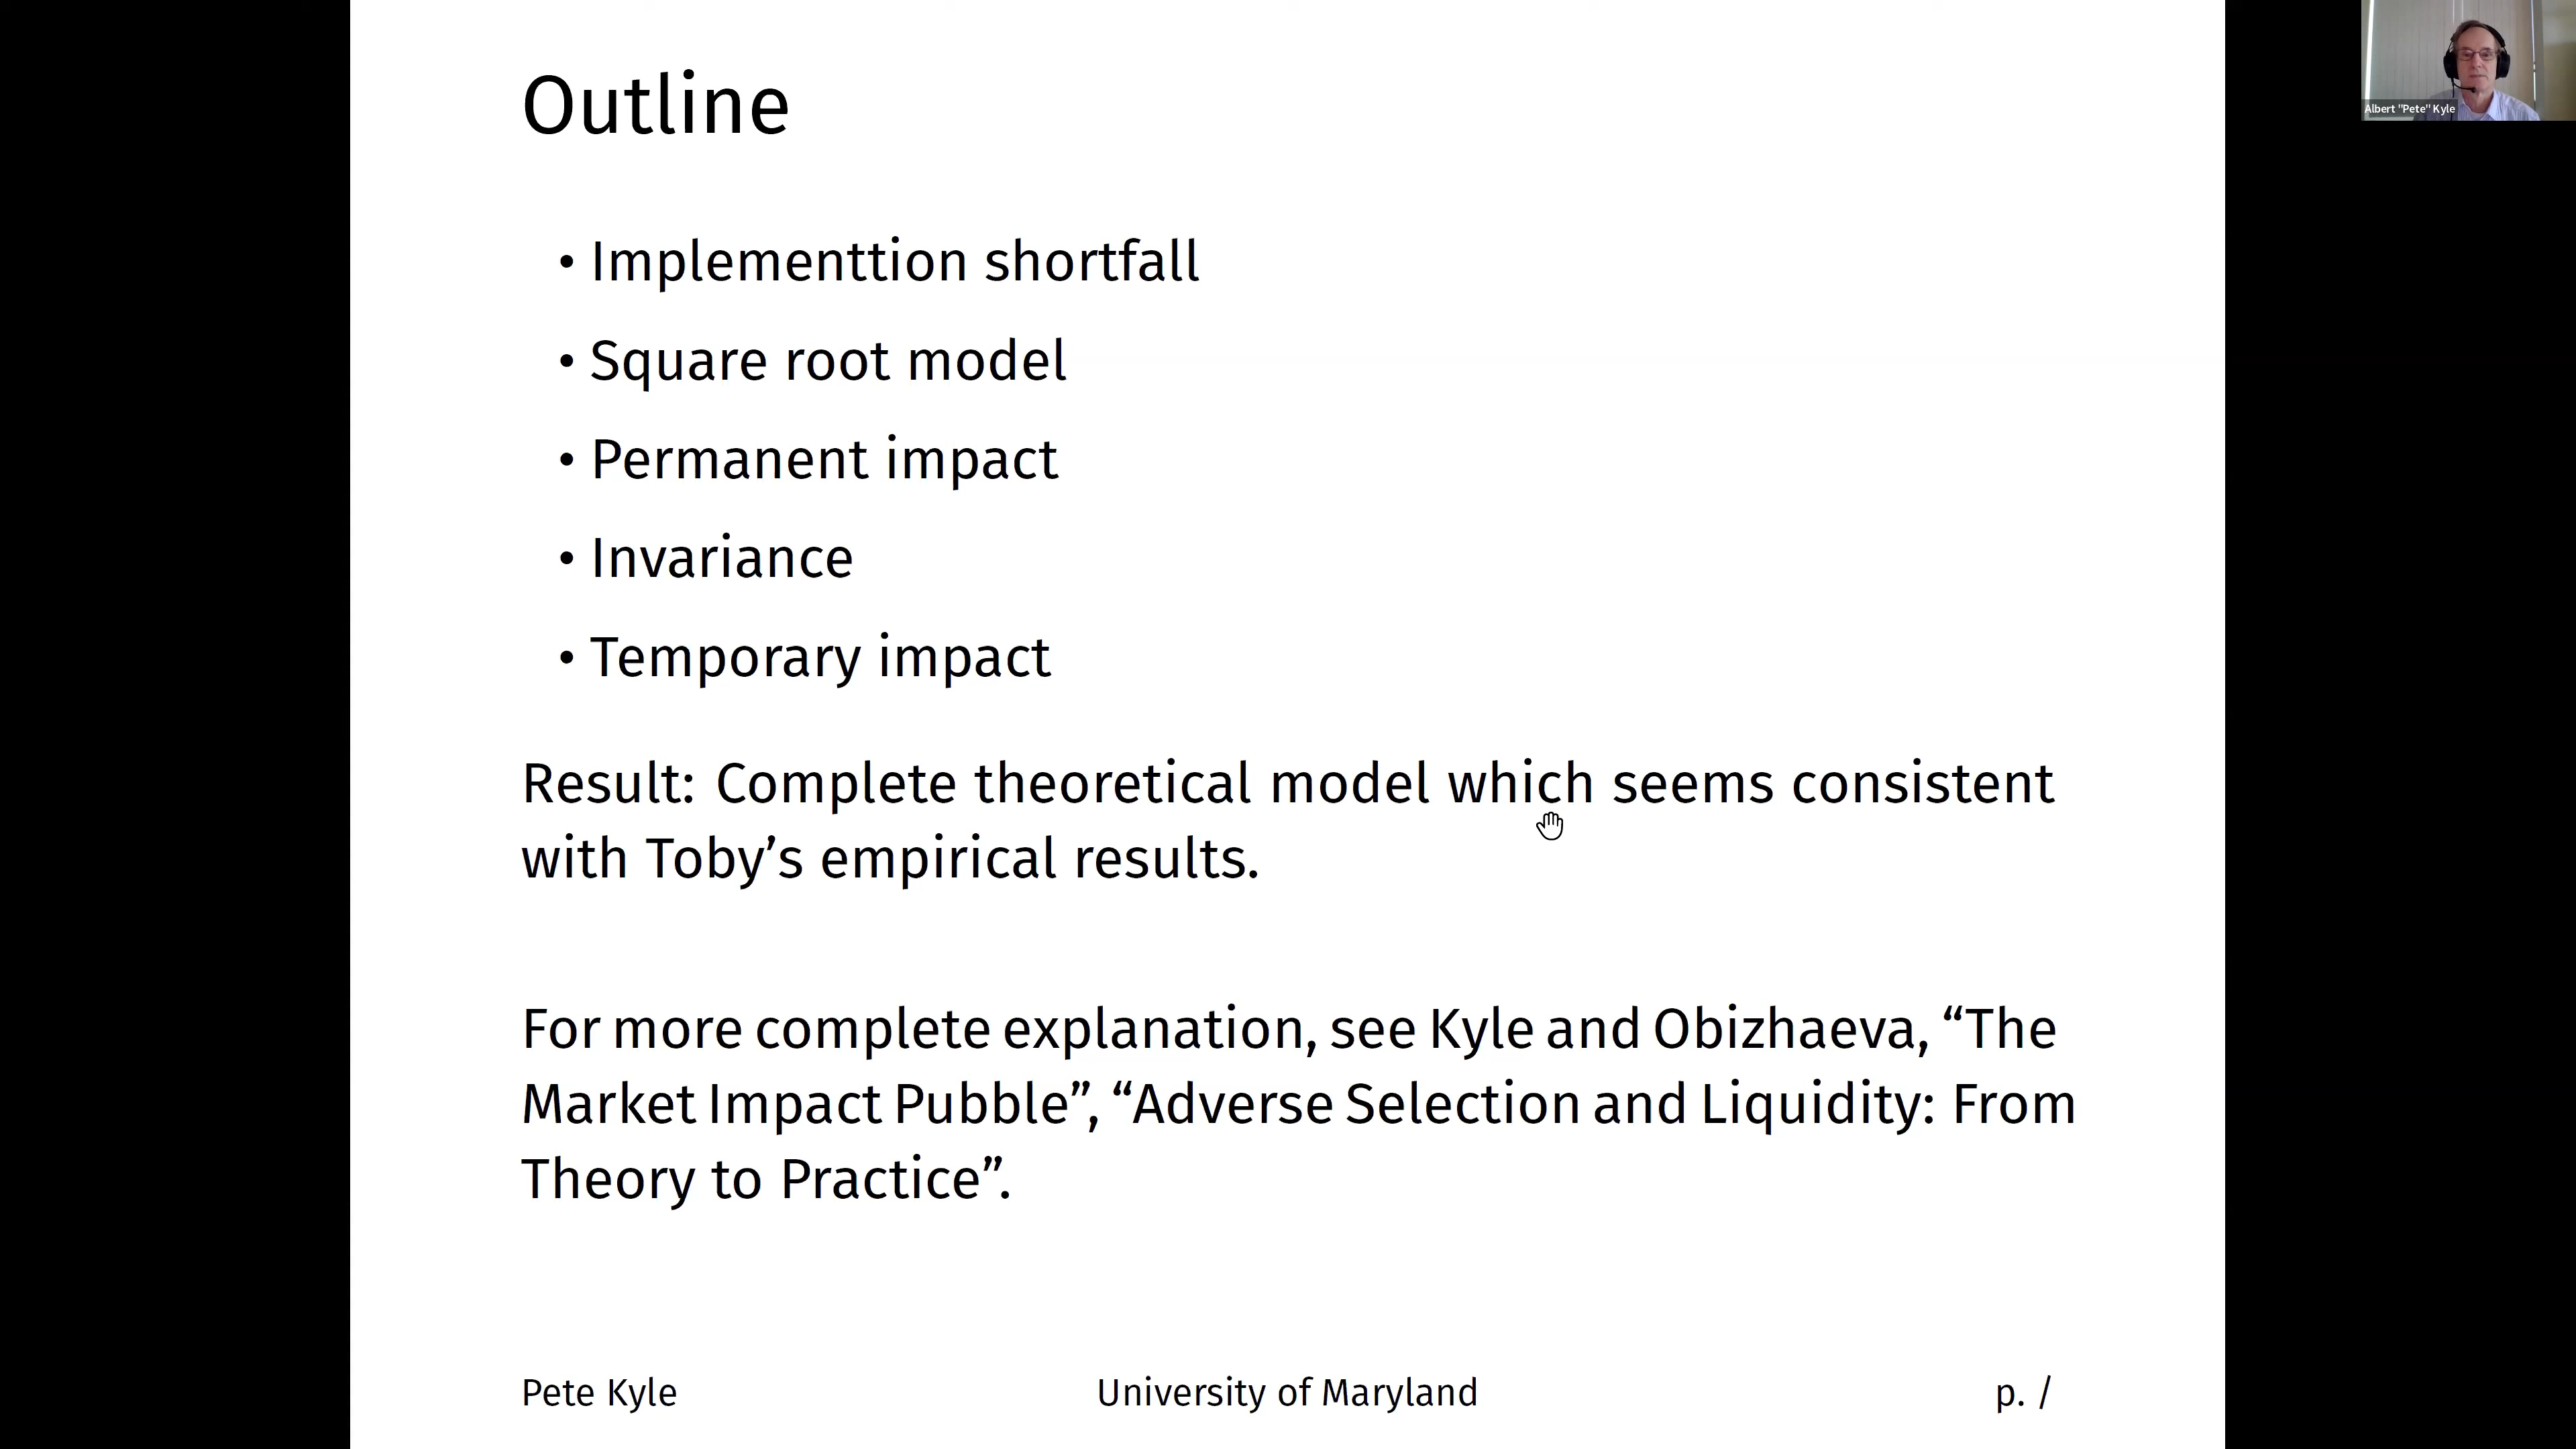 Outline
• Implementtion shortfall
• Square root model
• Permanent impact
• Invariance
• Temporary impact
Result: Complete theoretical model which seems consistent
with Toby’s empirical results.
For more complete explanation, see Kyle and Obizhaeva, “The
Market Impact Pubble”, “Adverse Selection and Liquidity: From
Theory to Practice”.
Pete Kyle University of Maryland p. /
Albert "Pete" Kyle